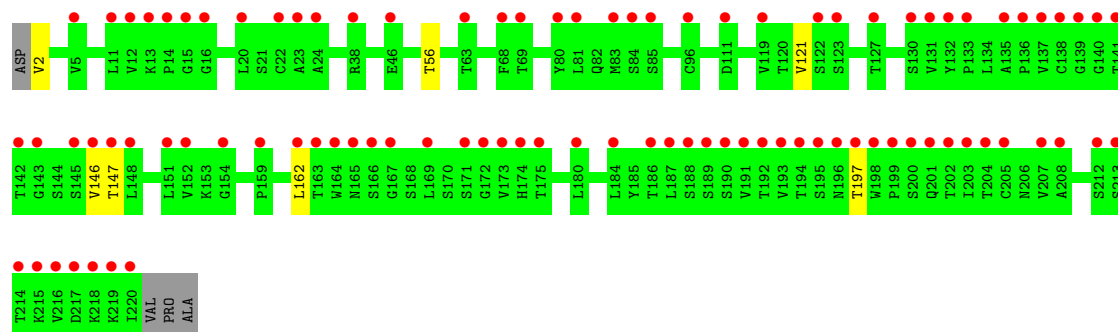 ASP V2 V5 L11 V12 K13 P14 G15 G16 L20 S21 C22 A23 A24 R38 E46 T56 T63 F68 T69 Y80 L81 Q82 M83 S84 S85 C96 D111 V119 T120 V121 S122 S123 T127 S130 V131 Y132 P133 L134 A135 P136 V137 C138 G139 G140 T141
T142 G143 S144 S145 V146 T147 L148 L151 V152 K153 G154 P159 L162 T163 W164 N165 S166 G167 S168 L169 S170 S171 G172 V173 H174 T175 L180 L184 Y185 T186 L187 S188 S189 S190 V191 T192 V193 T194 S195 N196 T197 W198 P199 S200 Q201 T202 I203 T204 C205 N206 V207 A208 S212 S213
T214 K215 V216 D217 K218 K219 I220 VAL PRO ALA